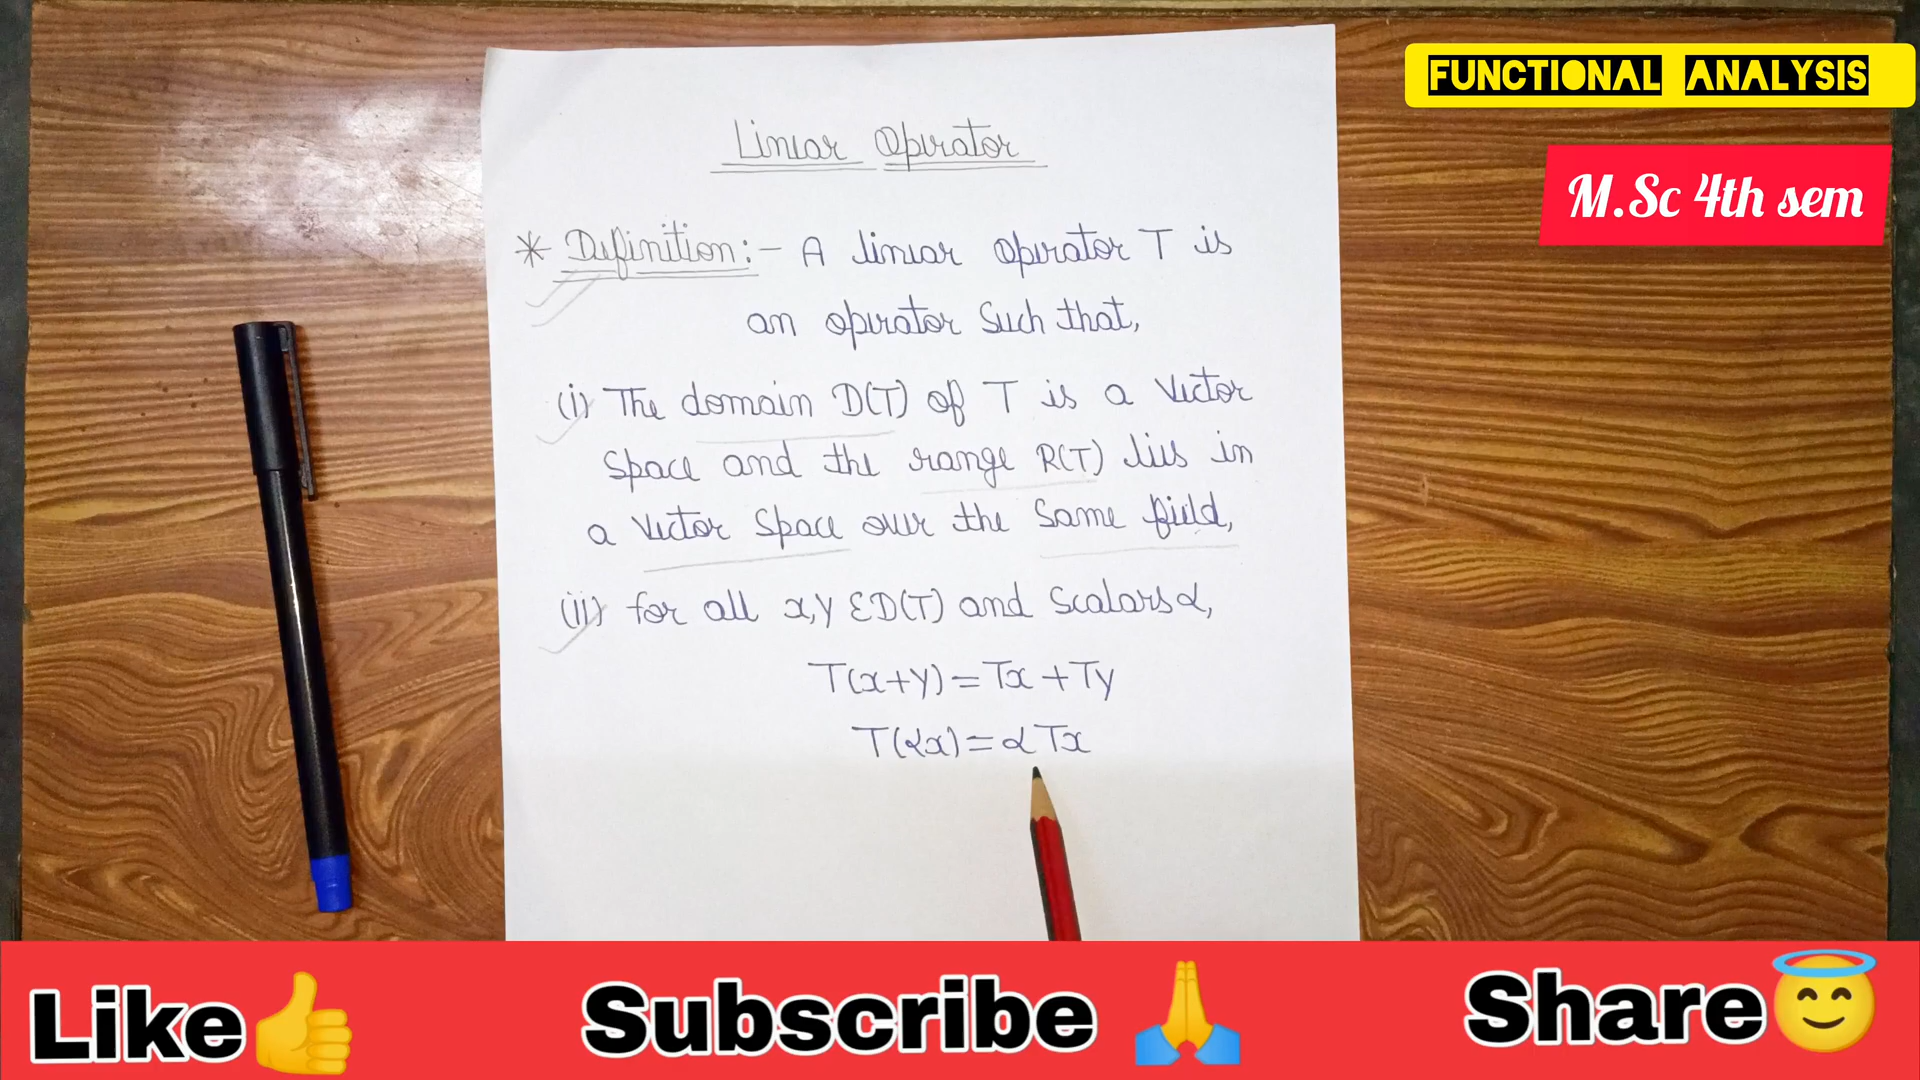 FUNCTIONAL ANALYSIS
M.Sc 4th sem
Linear Operator
* Definition:- A linear operator T is
an operator such that,
(i) The domain D(T) of T is a vector
space and the range R(T) lies in
a vector space over the same field,
(ii) for all x,y ED(T) and scalars α,
T(x+y)=Tx+Ty
T(αx)=αTx
Like👍 Subscribe 🙏 Share😇